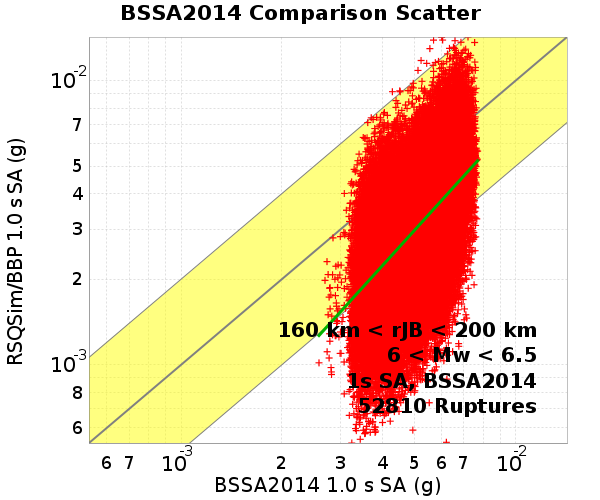 BSSA2014 Comparison Scatter
RSQSim/BBP 1.0 s SA (g)
10-2
7
5
4
3
2
10-3
8
6
160 km < rJB < 200 km
6 < Mw < 6.5
1s SA, BSSA2014
52810 Ruptures
6 7 10-3 2 3 4 5 6 7 10-2
BSSA2014 1.0 s SA (g)